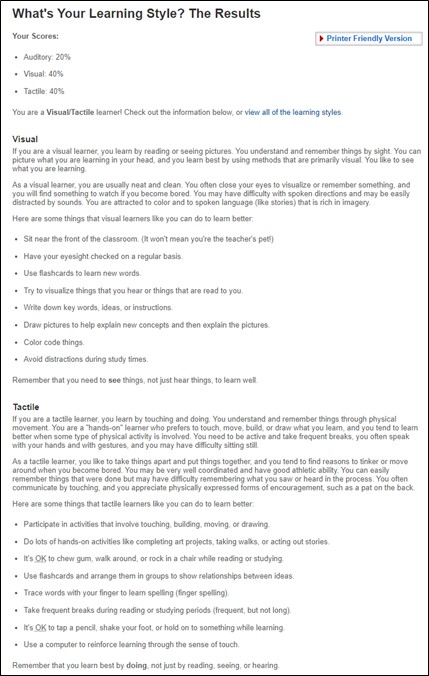 What's Your Learning Style? The Results
Your Scores:
Printer Friendly Version
• Auditory: 20%
• Visual: 40%
• Tactile: 40%
You are a Visual/Tactile learner! Check out the information below, or view all of the learning styles.
Visual
If you are a visual learner, you learn by reading or seeing pictures. You understand and remember things by sight. You can
picture what you are learning in your head, and you learn best by using methods that are primarily visual. You like to see
what you are learning.
As a visual learner, you are usually neat and clean. You often close your eyes to visualize or remember something, and
you will find something to watch if you become bored. You may have difficulty with spoken directions and may be easily
distracted by sounds. You are attracted to color and to spoken language (like stories) that is rich in imagery.
Here are some things that visual learners like you can do to learn better:
• Sit near the front of the classroom. (It won't mean you're the teacher's pet!)
• Have your eyesight checked on a regular basis.
• Use flashcards to learn new words.
• Try to visualize things that you hear or things that are read to you.
• Write down key words, ideas, or instructions.
• Draw pictures to help explain new concepts and then explain the pictures.
• Color code things.
• Avoid distractions during study times.
Remember that you need to see things, not just hear things, to learn well.
Tactile
If you are a tactile learner, you learn by touching and doing. You understand and remember things through physical
movement. You are a "hands-on" learner who prefers to touch, move, build, or draw what you learn, and you tend to learn
better when some type of physical activity is involved. You need to be active and take frequent breaks, you often speak
with your hands and with gestures, and you may have difficulty sitting still.
As a tactile learner, you like to take things apart and put things together, and you tend to find reasons to tinker or move
around when you become bored. You may be very well coordinated and have good athletic ability. You can easily
remember things that were done but may have difficulty remembering what you saw or heard in the process. You often
communicate by touching, and you appreciate physically expressed forms of encouragement, such as a pat on the back.
Here are some things that tactile learners like you can do to learn better:
• Participate in activities that involve touching, building, moving, or drawing.
• Do lots of hands-on activities like completing art projects, taking walks, or acting out stories.
• It's OK to chew gum, walk around, or rock in a chair while reading or studying.
• Use flashcards and arrange them in groups to show relationships between ideas.
• Trace words with your finger to learn spelling (finger spelling).
• Take frequent breaks during reading or studying periods (frequent, but not long).
• It's OK to tap a pencil, shake your foot, or hold on to something while learning.
• Use a computer to reinforce learning through the sense of touch.
Remember that you learn best by doing, not just by reading, seeing, or hearing.